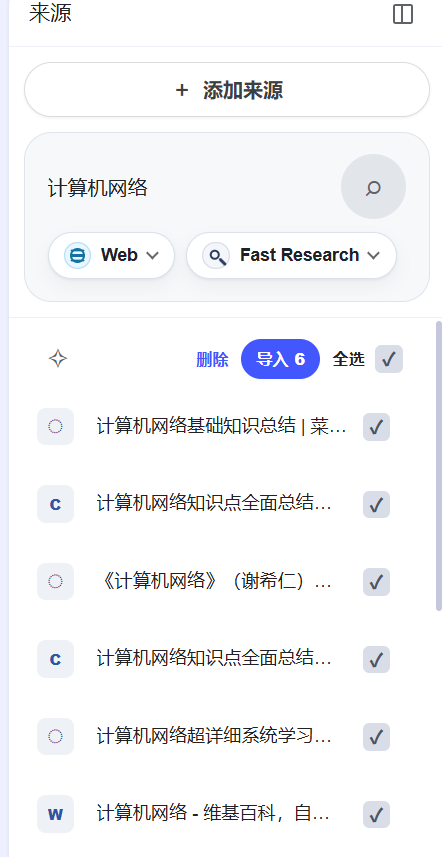 来源
+ 添加来源
计算机网络
Web
Fast Research
删除 导入 6 全选
计算机网络基础知识总结 | 菜...
C 计算机网络知识点全面总结...
《计算机网络》（谢希仁）...
C 计算机网络知识点全面总结...
计算机网络超详细系统学习...
W 计算机网络 - 维基百科，自...